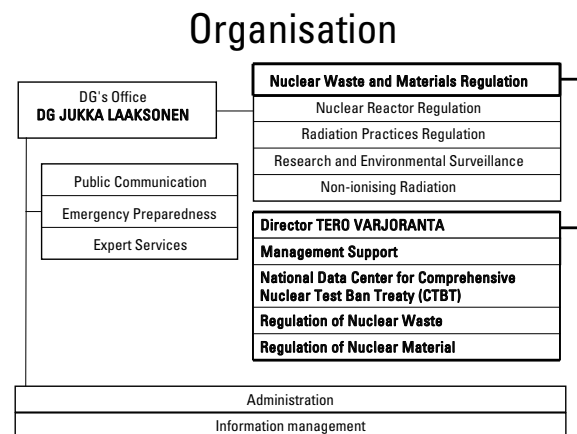 Organisation
DG's Office
DG JUKKA LAAKSONEN
Nuclear Waste and Materials Regulation
Nuclear Reactor Regulation
Radiation Practices Regulation
Research and Environmental Surveillance
Non-ionising Radiation
Public Communication
Emergency Preparedness
Expert Services
Director TERO VARJORANTA
Management Support
National Data Center for Comprehensive
Nuclear Test Ban Treaty (CTBT)
Regulation of Nuclear Waste
Regulation of Nuclear Material
Administration
Information management